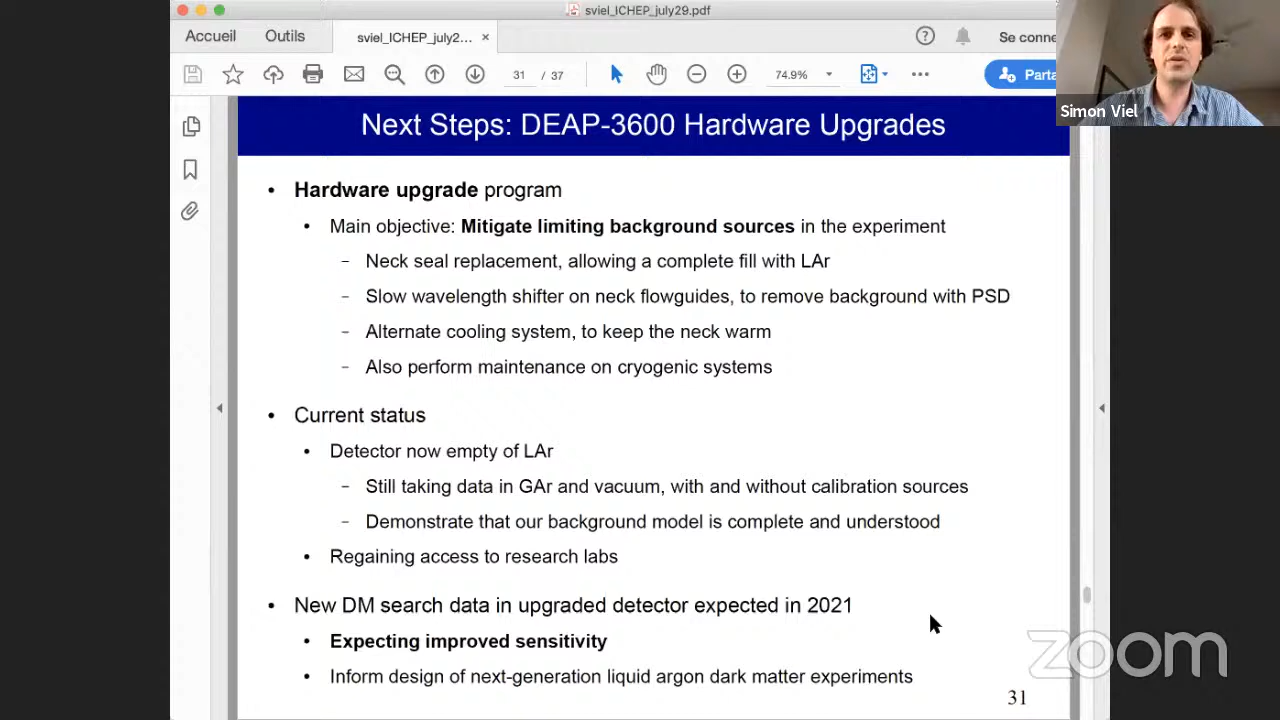 sviel_ICHEP_july29.pdf
Accueil Outils sviel_ICHEP_july2... × Se conne
31 / 37 74.9% Parta
Simon Viel
Next Steps: DEAP-3600 Hardware Upgrades
• Hardware upgrade program
• Main objective: Mitigate limiting background sources in the experiment
– Neck seal replacement, allowing a complete fill with LAr
– Slow wavelength shifter on neck flowguides, to remove background with PSD
– Alternate cooling system, to keep the neck warm
– Also perform maintenance on cryogenic systems
• Current status
• Detector now empty of LAr
– Still taking data in GAr and vacuum, with and without calibration sources
– Demonstrate that our background model is complete and understood
• Regaining access to research labs
• New DM search data in upgraded detector expected in 2021
• Expecting improved sensitivity
• Inform design of next-generation liquid argon dark matter experiments
31
zoom